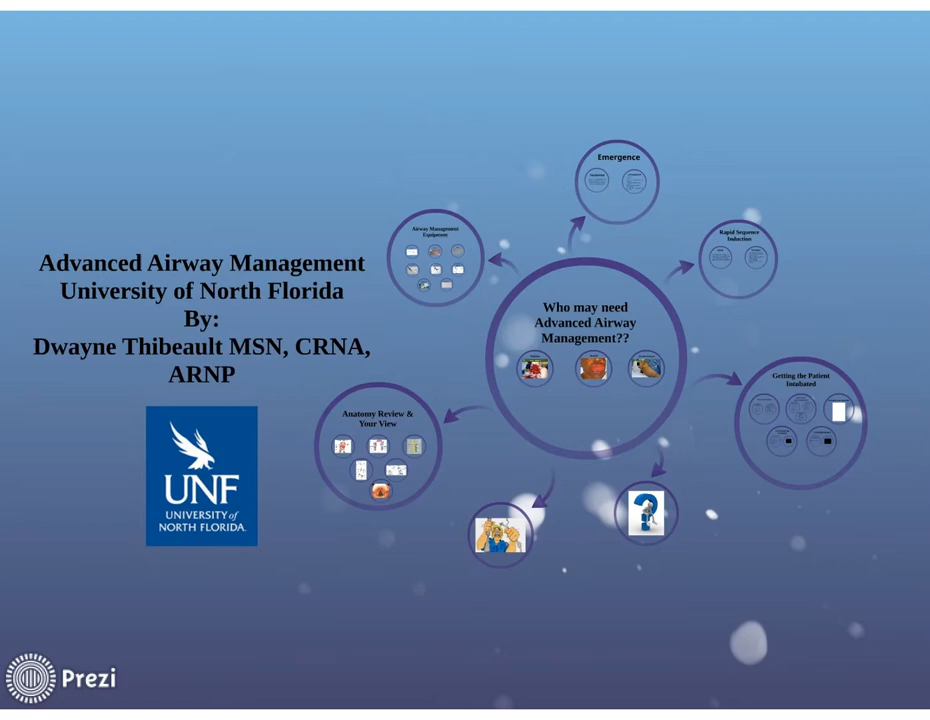 Advanced Airway Management
University of North Florida
By:
Dwayne Thibeault MSN, CRNA,
ARNP
UNF
UNIVERSITY of
NORTH FLORIDA.
Emergence
Airway Management
Equipment
Rapid Sequence
Induction
Who may need
Advanced Airway
Management??
Getting the Patient
Intubated
Anatomy Review &
Your View
?
Prezi